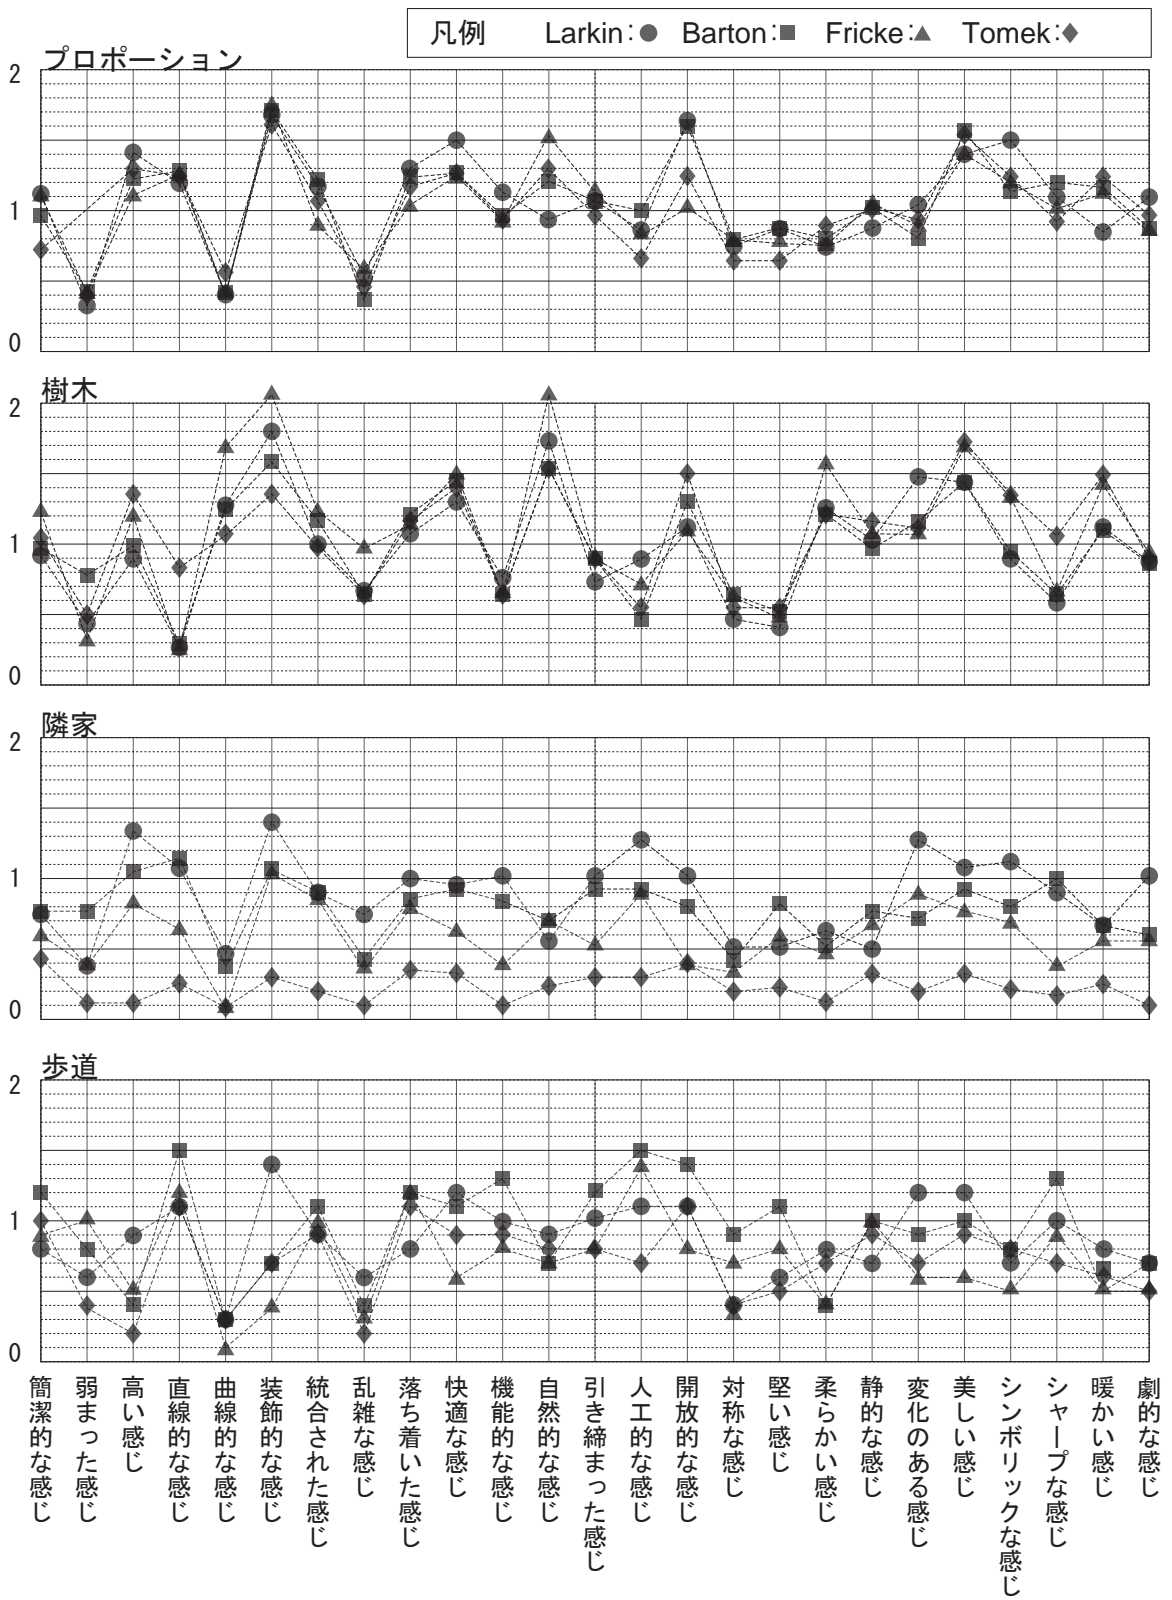 凡例 Larkin:● Barton:■ Fricke:▲ Tomek:◆
プロポーション
2
1
0
樹木
2
1
0
隣家
2
1
0
歩道
2
1
0
簡潔的な感じ
弱まった感じ
高い感じ
直線的な感じ
曲線的な感じ
装飾的な感じ
統合された感じ
乱雑な感じ
落ち着いた感じ
快適な感じ
機能的な感じ
自然的な感じ
引き締まった感じ
人工的な感じ
開放的な感じ
対称な感じ
堅い感じ
柔らかい感じ
静的な感じ
変化のある感じ
美しい感じ
シンボリックな感じ
シャープな感じ
暖かい感じ
劇的な感じ